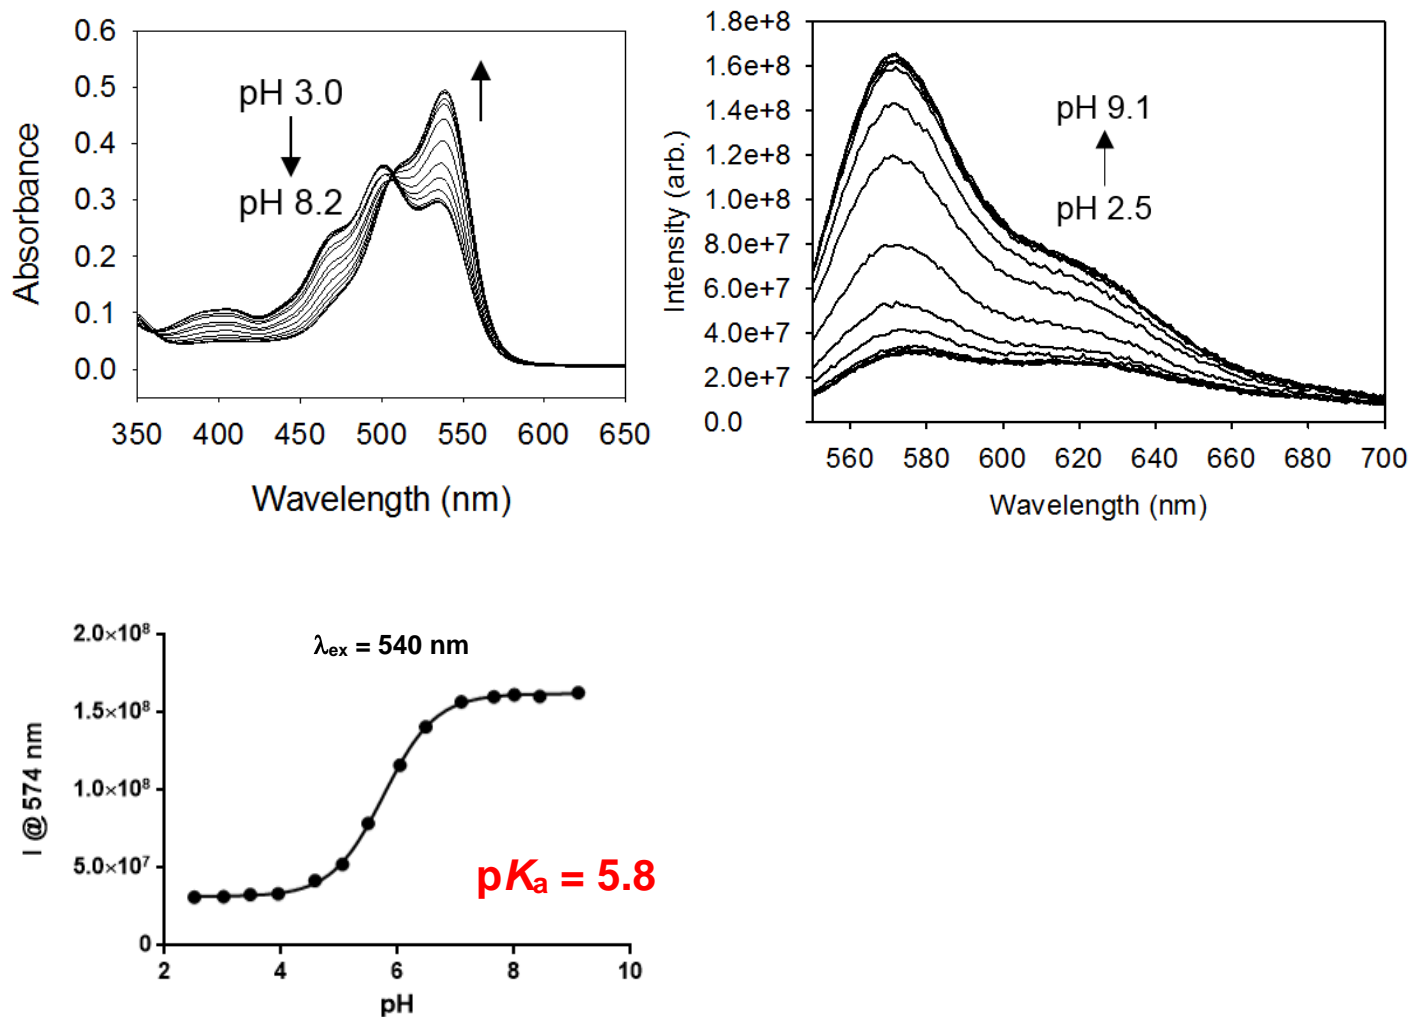 0.6
0.5
0.4
0.3
0.2
0.1
0.0
Absorbance
pH 3.0
pH 8.2
350 400 450 500 550 600 650
Wavelength (nm)
1.8e+8
1.6e+8
1.4e+8
1.2e+8
1.0e+8
8.0e+7
6.0e+7
4.0e+7
2.0e+7
0.0
Intensity (arb.)
pH 9.1
pH 2.5
560 580 600 620 640 660 680 700
Wavelength (nm)
2.0×10⁸
1.5×10⁸
1.0×10⁸
5.0×10⁷
0
I @ 574 nm
λex = 540 nm
pKa = 5.8
2 4 6 8 10
pH